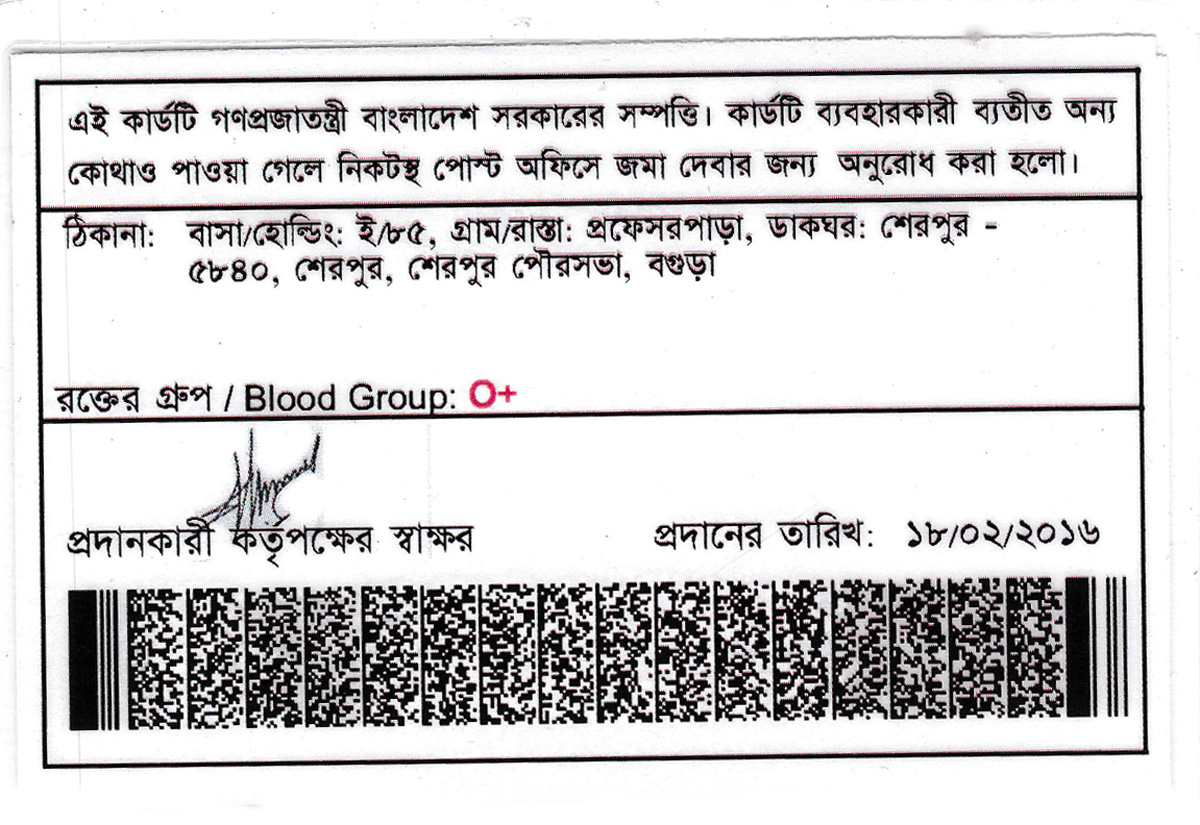 এই কার্ডটি গণপ্রজাতন্ত্রী বাংলাদেশ সরকারের সম্পত্তি। কার্ডটি ব্যবহারকারী ব্যতীত অন্য
কোথাও পাওয়া গেলে নিকটস্থ পোস্ট অফিসে জমা দেবার জন্য অনুরোধ করা হলো।
ঠিকানা: বাসা/হোল্ডিং: ই/৮৫, গ্রাম/রাস্তা: প্রফেসরপাড়া, ডাকঘর: শেরপুর -
৫৮৪০, শেরপুর, শেরপুর পৌরসভা, বগুড়া
রক্তের গ্রুপ / Blood Group: O+
প্রদানকারী কর্তৃপক্ষের স্বাক্ষর প্রদানের তারিখ: ১৮/০২/২০১৬